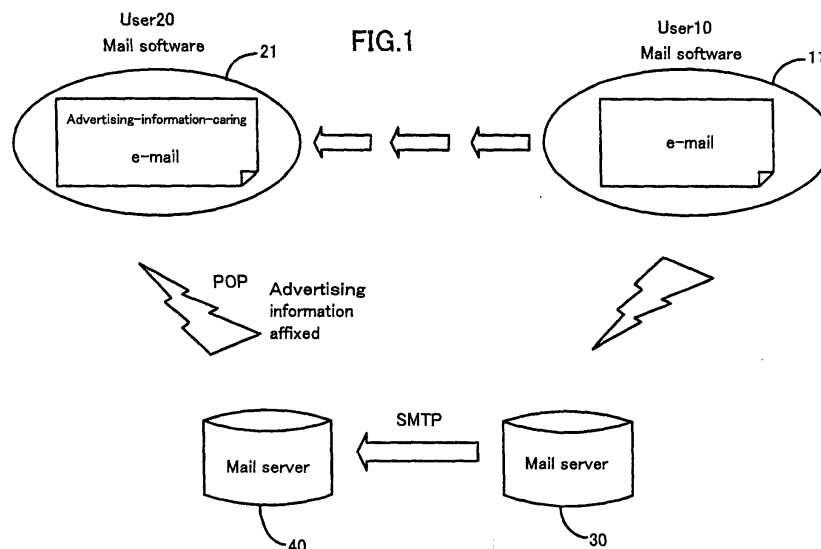 User20
Mail software
21
FIG.1
User10
Mail software
11
Advertising-information-caring
e-mail
e-mail
POP
Advertising
information
affixed
SMTP
Mail server
Mail server
40
30